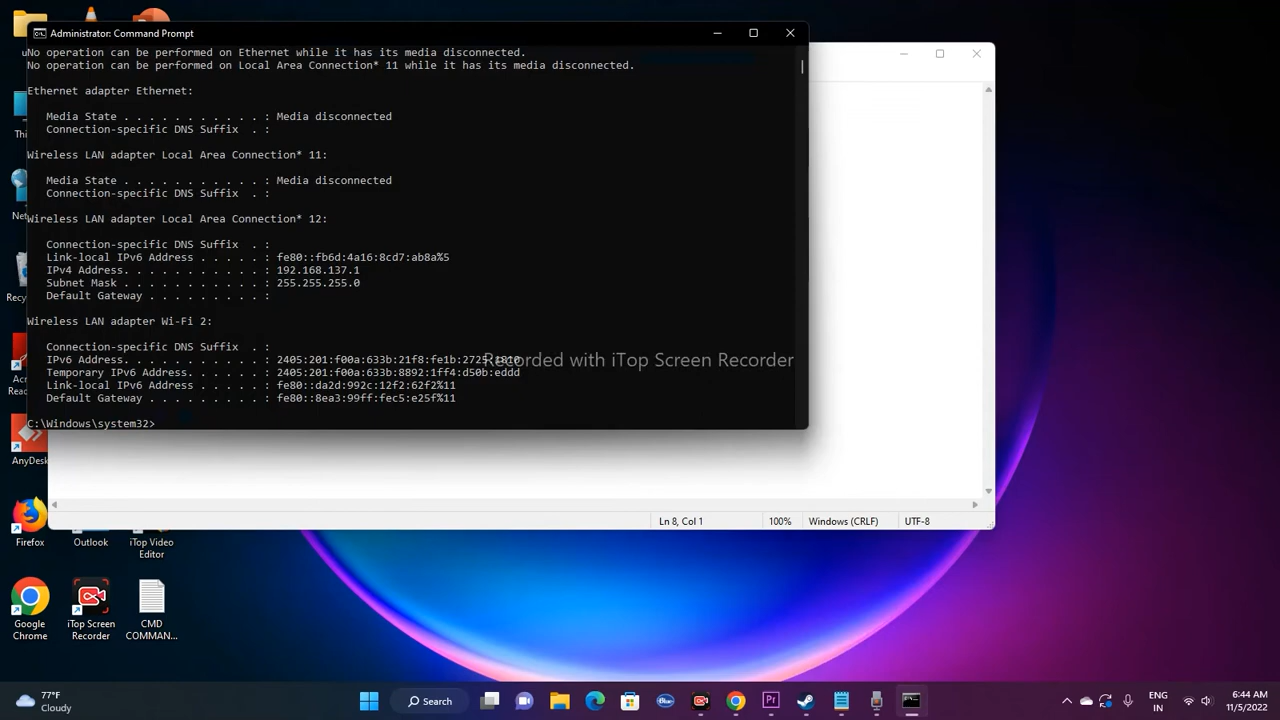 Administrator: Command Prompt
No operation can be performed on Ethernet while it has its media disconnected.
No operation can be performed on Local Area Connection* 11 while it has its media disconnected.
Ethernet adapter Ethernet:
Media State . . . . . . . . . . . : Media disconnected
Connection-specific DNS Suffix . :
Wireless LAN adapter Local Area Connection* 11:
Media State . . . . . . . . . . . : Media disconnected
Connection-specific DNS Suffix . :
Wireless LAN adapter Local Area Connection* 12:
Connection-specific DNS Suffix . :
Link-local IPv6 Address . . . . . : fe80::fb6d:4a16:8cd7:ab8a%5
IPv4 Address. . . . . . . . . . . : 192.168.137.1
Subnet Mask . . . . . . . . . . . : 255.255.255.0
Default Gateway . . . . . . . . . :
Wireless LAN adapter Wi-Fi 2:
Connection-specific DNS Suffix . :
IPv6 Address. . . . . . . . . . . :
Temporary IPv6 Address. . . . . . : 2405:201:f00a:633b:8892:1ff4:d50b:eddd
Link-local IPv6 Address . . . . . : fe80::da2d:992c:12f2:62f2%11
Default Gateway . . . . . . . . . : fe80::8ea3:99ff:fec5:e25f%11
C:\Windows\system32>
Recorded with iTop Screen Recorder
Ln 8, Col 1
100%
Windows (CRLF)
UTF-8
AnyDesk
Firefox
Outlook
iTop Video
Editor
Google
Chrome
iTop Screen
Recorder
CMD
COMMAN...
77°F
Cloudy
Search
Blue
Pr
ENG
IN
6:44 AM
11/5/2022